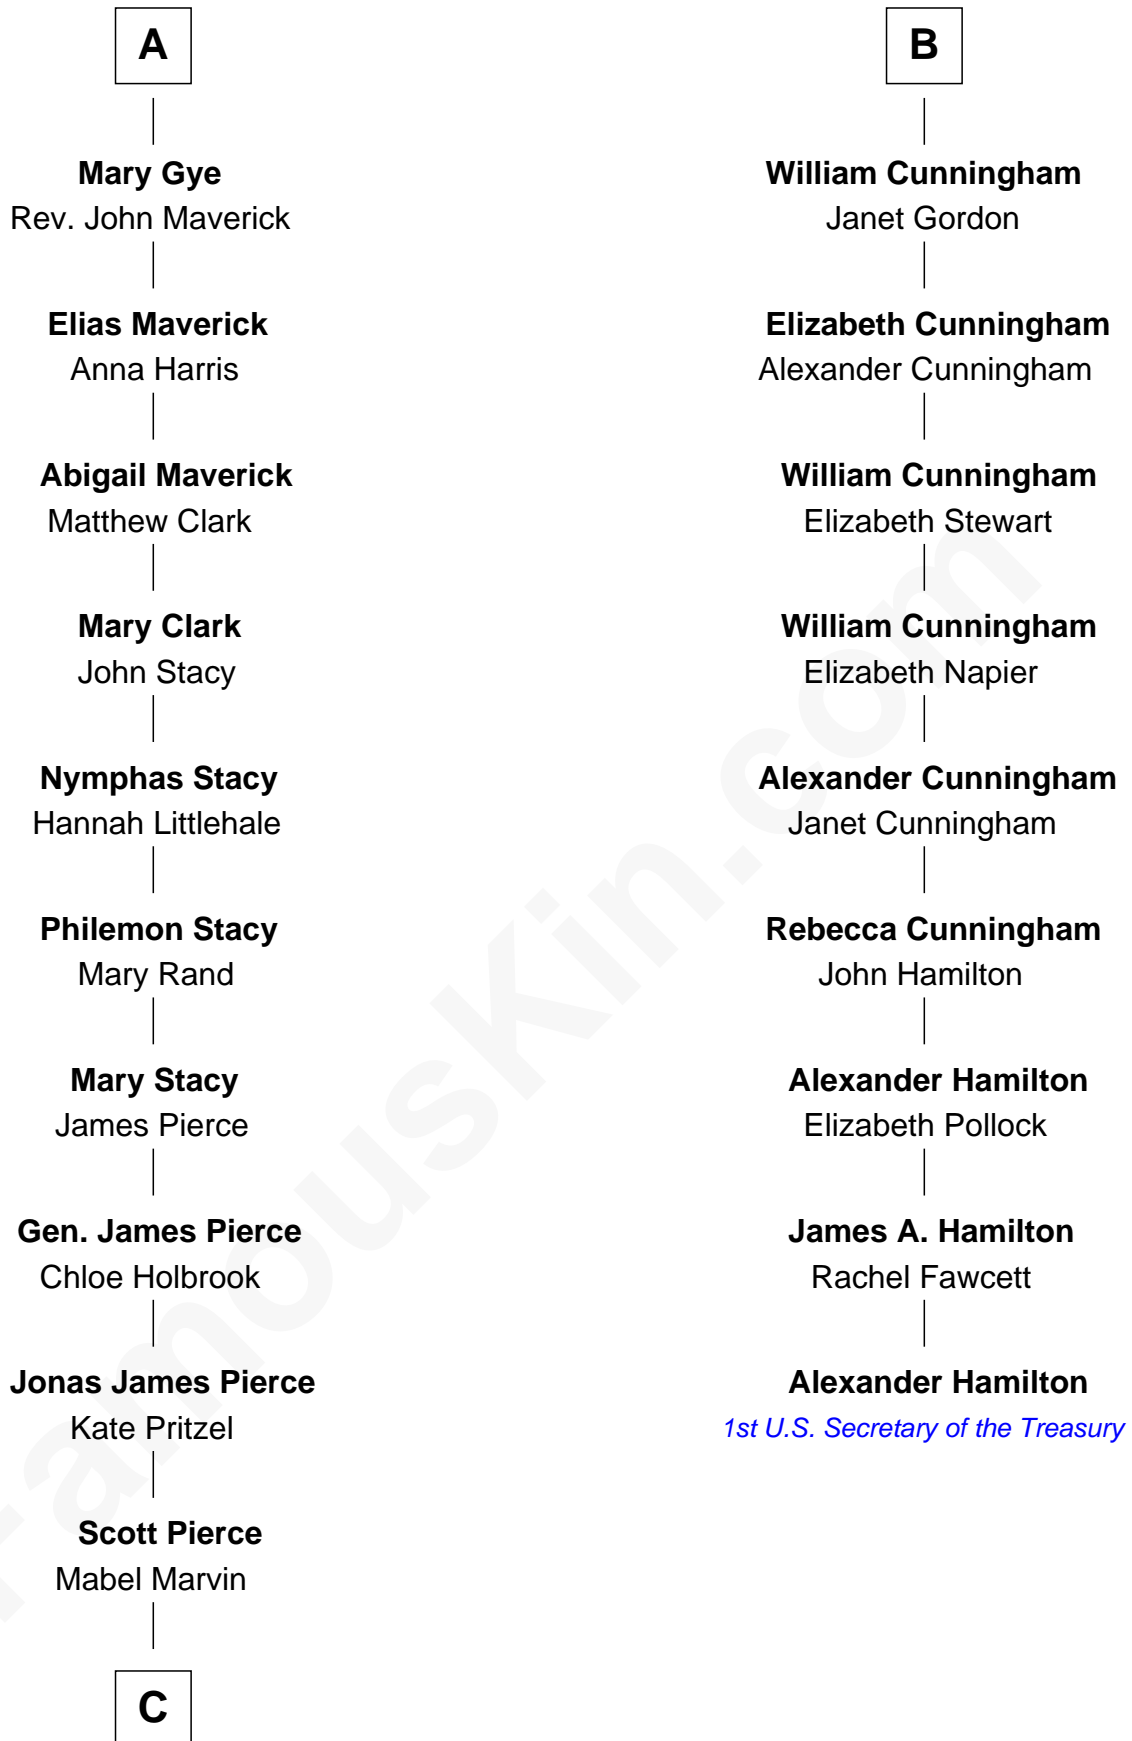 A
Mary Gye
Rev. John Maverick
Elias Maverick
Anna Harris
Abigail Maverick
Matthew Clark
Mary Clark
John Stacy
Nymphas Stacy
Hannah Littlehale
Philemon Stacy
Mary Rand
Mary Stacy
James Pierce
Gen. James Pierce
Chloe Holbrook
Jonas James Pierce
Kate Pritzel
Scott Pierce
Mabel Marvin
C
B
William Cunningham
Janet Gordon
Elizabeth Cunningham
Alexander Cunningham
William Cunningham
Elizabeth Stewart
William Cunningham
Elizabeth Napier
Alexander Cunningham
Janet Cunningham
Rebecca Cunningham
John Hamilton
Alexander Hamilton
Elizabeth Pollock
James A. Hamilton
Rachel Fawcett
Alexander Hamilton
1st U.S. Secretary of the Treasury
FamousKin.com